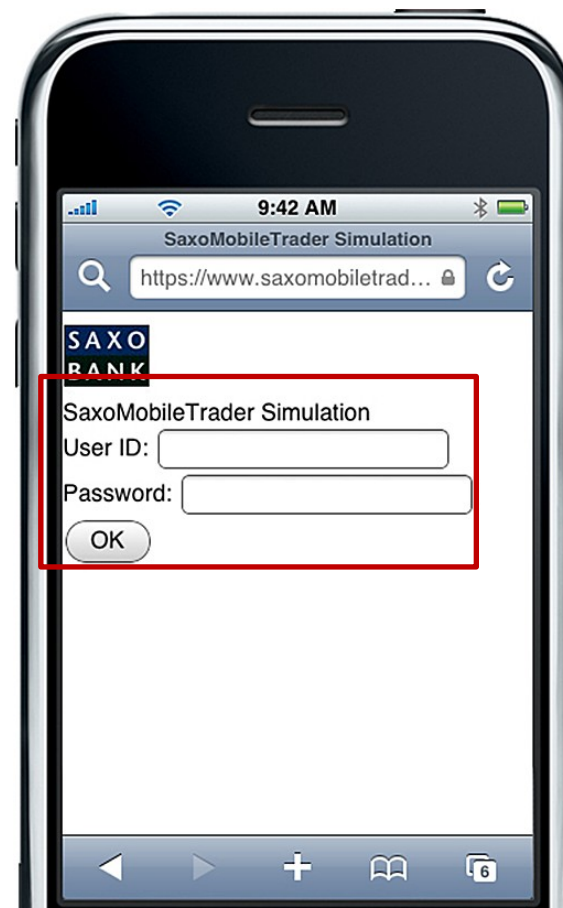 9:42 AM
SaxoMobileTrader Simulation
https://www.saxomobiletrad...
SAXO
BANK
SaxoMobileTrader Simulation
User ID:
Password:
OK
6